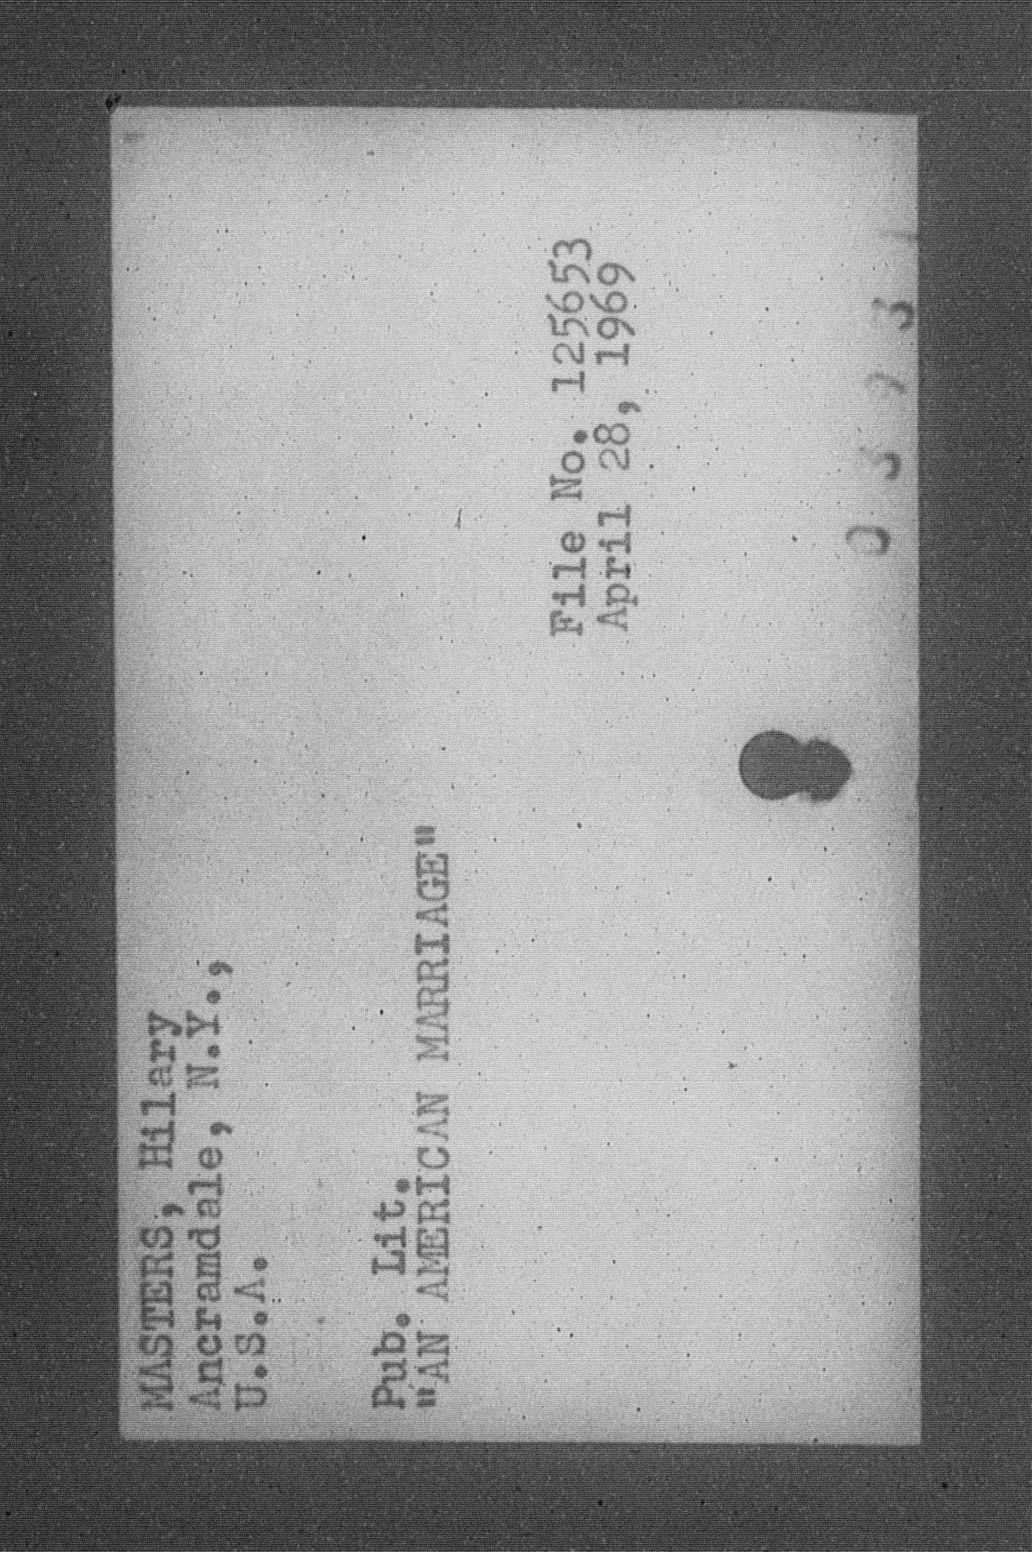 MASTERS, Hilary
Ancramdale, N.Y.,
U.S.A.
Pub. Lit.
"AN AMERICAN MARRIAGE"
File No. 125653
April 28, 1969